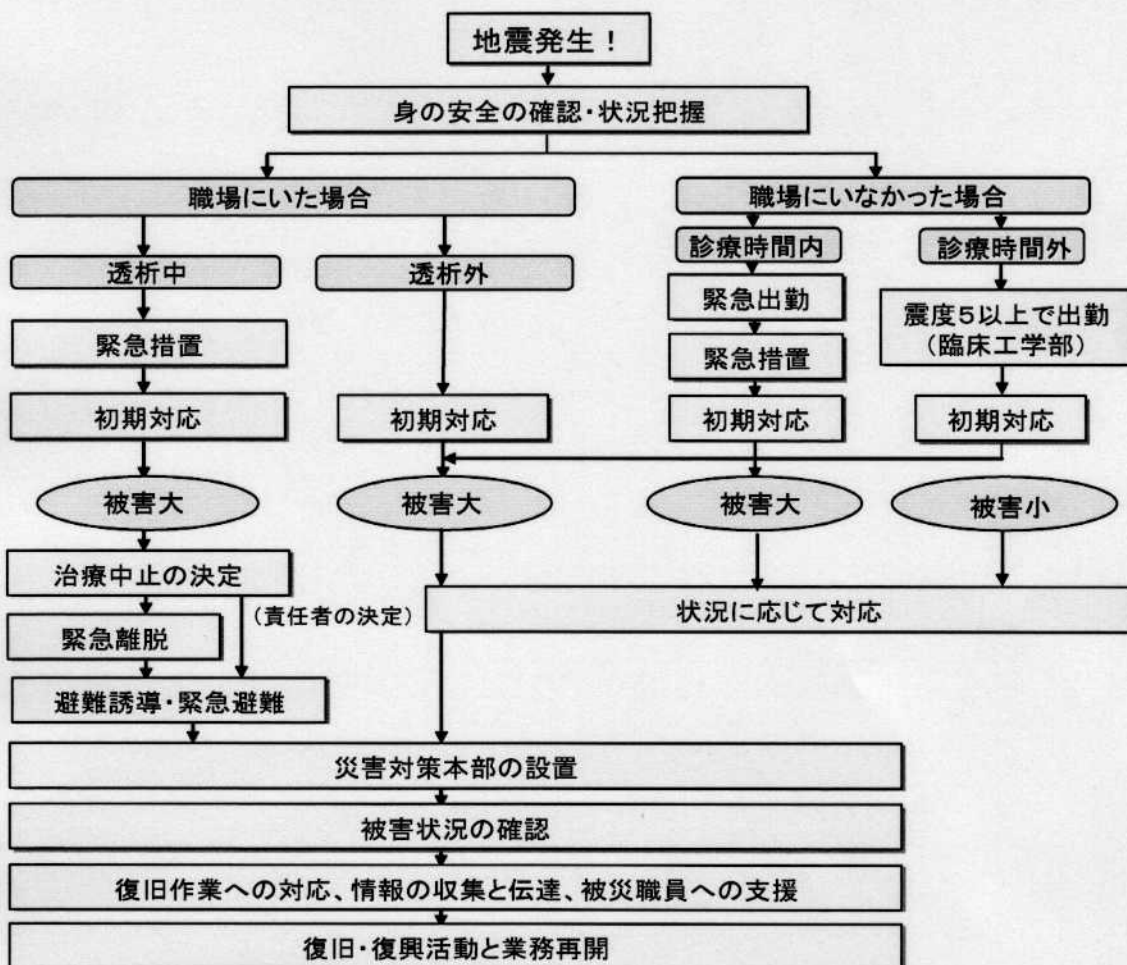 地震発生！
身の安全の確認・状況把握
職場にいた場合
職場にいなかった場合
透析中
透析外
診療時間内
診療時間外
緊急措置
緊急出勤
緊急措置
震度５以上で出勤
（臨床工学部）
初期対応
初期対応
初期対応
初期対応
被害大
被害大
被害大
被害小
治療中止の決定
（責任者の決定）
状況に応じて対応
緊急離脱
避難誘導・緊急避難
災害対策本部の設置
被害状況の確認
復旧作業への対応、情報の収集と伝達、被災職員への支援
復旧・復興活動と業務再開